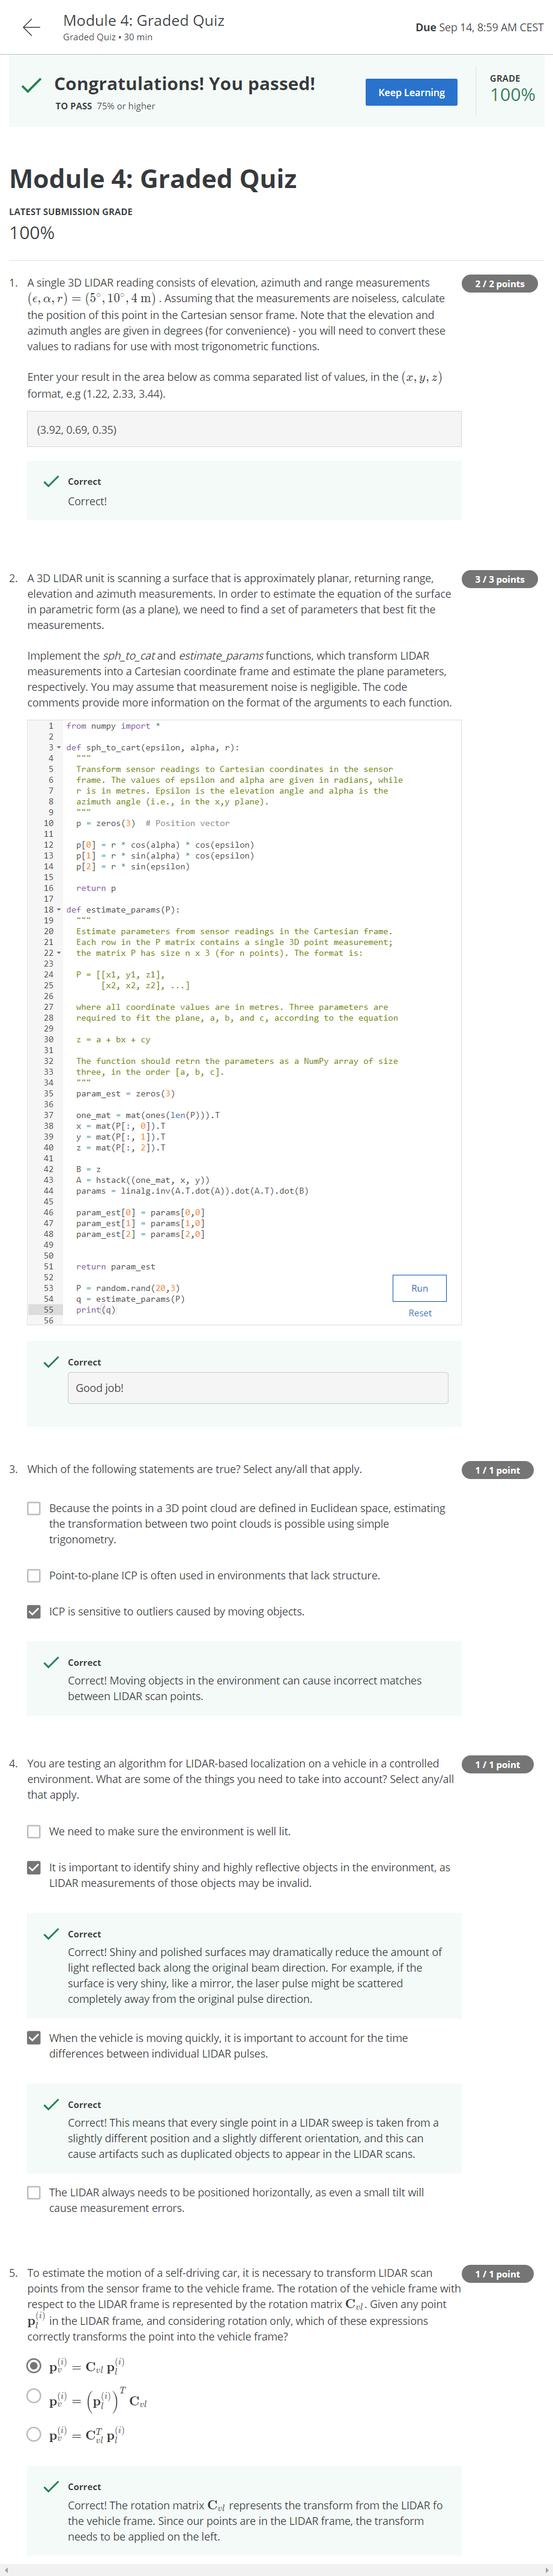 Module 4: Graded Quiz
Graded Quiz • 30 min
Due Sep 14, 8:59 AM CEST
Congratulations! You passed!
TO PASS 75% or higher
Keep Learning
GRADE
100%
Module 4: Graded Quiz
LATEST SUBMISSION GRADE
100%
1. A single 3D LIDAR reading consists of elevation, azimuth and range measurements
2 / 2 points
(ϵ, α, r) = (5°, 10°, 4 m) . Assuming that the measurements are noiseless, calculate
the position of this point in the Cartesian sensor frame. Note that the elevation and
azimuth angles are given in degrees (for convenience) - you will need to convert these
values to radians for use with most trigonometric functions.
Enter your result in the area below as comma separated list of values, in the (x, y, z)
format, e.g (1.22, 2.33, 3.44).
(3.92, 0.69, 0.35)
Correct
Correct!
2. A 3D LIDAR unit is scanning a surface that is approximately planar, returning range,
3 / 3 points
elevation and azimuth measurements. In order to estimate the equation of the surface
in parametric form (as a plane), we need to find a set of parameters that best fit the
measurements.
Implement the sph_to_cat and estimate_params functions, which transform LIDAR
measurements into a Cartesian coordinate frame and estimate the plane parameters,
respectively. You may assume that measurement noise is negligible. The code
comments provide more information on the format of the arguments to each function.
1 from numpy import *
2
3 def sph_to_cart(epsilon, alpha, r):
4 """
5 Transform sensor readings to Cartesian coordinates in the sensor
6 frame. The values of epsilon and alpha are given in radians, while
7 r is in metres. Epsilon is the elevation angle and alpha is the
8 azimuth angle (i.e., in the x,y plane).
9 """
10 p = zeros(3) # Position vector
11
12 p[0] = r * cos(alpha) * cos(epsilon)
13 p[1] = r * sin(alpha) * cos(epsilon)
14 p[2] = r * sin(epsilon)
15
16 return p
17
18 def estimate_params(P):
19 """
20 Estimate parameters from sensor readings in the Cartesian frame.
21 Each row in the P matrix contains a single 3D point measurement;
22 the matrix P has size n x 3 (for n points). The format is:
23
24 P = [[x1, y1, z1],
25 [x2, x2, z2], ...]
26
27 where all coordinate values are in metres. Three parameters are
28 required to fit the plane, a, b, and c, according to the equation
29
30 z = a + bx + cy
31
32 The function should retrn the parameters as a NumPy array of size
33 three, in the order [a, b, c].
34 """
35 param_est = zeros(3)
36
37 one_mat = mat(ones(len(P))).T
38 x = mat(P[:, 0]).T
39 y = mat(P[:, 1]).T
40 z = mat(P[:, 2]).T
41
42 B = z
43 A = hstack((one_mat, x, y))
44 params = linalg.inv(A.T.dot(A)).dot(A.T).dot(B)
45
46 param_est[0] = params[0,0]
47 param_est[1] = params[1,0]
48 param_est[2] = params[2,0]
49
50
51 return param_est
52
53 P = random.rand(20,3)
54 q = estimate_params(P)
55 print(q)
56
Run
Reset
Correct
Good job!
3. Which of the following statements are true? Select any/all that apply.
1 / 1 point
Because the points in a 3D point cloud are defined in Euclidean space, estimating
the transformation between two point clouds is possible using simple
trigonometry.
Point-to-plane ICP is often used in environments that lack structure.
ICP is sensitive to outliers caused by moving objects.
Correct
Correct! Moving objects in the environment can cause incorrect matches
between LIDAR scan points.
4. You are testing an algorithm for LIDAR-based localization on a vehicle in a controlled
1 / 1 point
environment. What are some of the things you need to take into account? Select any/all
that apply.
We need to make sure the environment is well lit.
It is important to identify shiny and highly reflective objects in the environment, as
LIDAR measurements of those objects may be invalid.
Correct
Correct! Shiny and polished surfaces may dramatically reduce the amount of
light reflected back along the original beam direction. For example, if the
surface is very shiny, like a mirror, the laser pulse might be scattered
completely away from the original pulse direction.
When the vehicle is moving quickly, it is important to account for the time
differences between individual LIDAR pulses.
Correct
Correct! This means that every single point in a LIDAR sweep is taken from a
slightly different position and a slightly different orientation, and this can
cause artifacts such as duplicated objects to appear in the LIDAR scans.
The LIDAR always needs to be positioned horizontally, as even a small tilt will
cause measurement errors.
5. To estimate the motion of a self-driving car, it is necessary to transform LIDAR scan
1 / 1 point
points from the sensor frame to the vehicle frame. The rotation of the vehicle frame with
respect to the LIDAR frame is represented by the rotation matrix C_vl. Given any point
p_l^(i) in the LIDAR frame, and considering rotation only, which of these expressions
correctly transforms the point into the vehicle frame?
p_v^(i) = C_vl p_l^(i)
p_v^(i) = (p_l^(i))^T C_vl
p_v^(i) = C_vl^T p_l^(i)
Correct
Correct! The rotation matrix C_vl represents the transform from the LIDAR fo
the vehicle frame. Since our points are in the LIDAR frame, the transform
needs to be applied on the left.